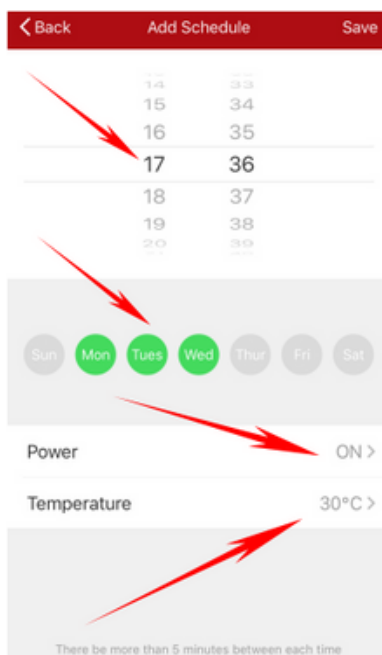 Back Add Schedule Save
14 33
15 34
16 35
17 36
18 37
19 38
20 39
Sun Mon Tues Wed Thur Fri Sat
Power ON >
Temperature 30°C >
There be more than 5 minutes between each time